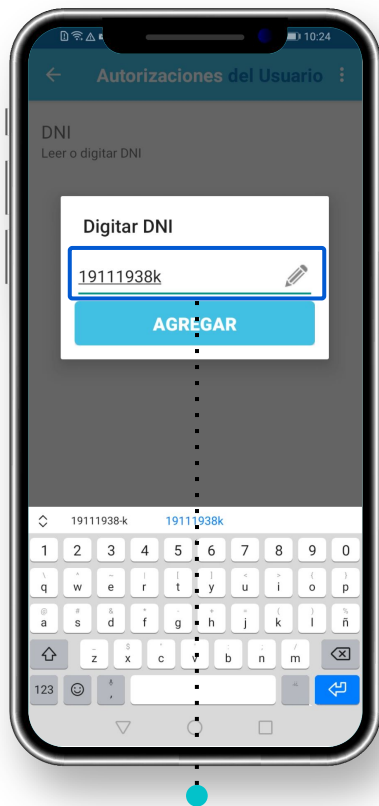 10:24
Autorizaciones del Usuario
DNI
Leer o digitar DNI
Digitar DNI
19111938k
AGREGAR
19111938-k 19111938k
1 2 3 4 5 6 7 8 9 0
q w e r t y u i o p
a s d f g h j k l ñ
z x c v b n m
123 ,